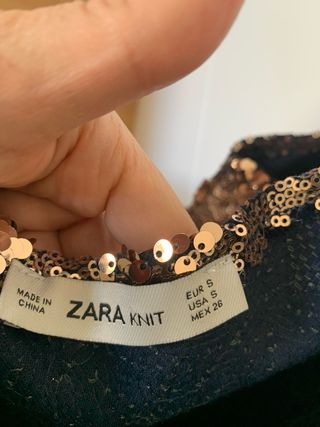 MADE IN
CHINA
ZARA KNIT
EUR S
USA S
MEX 26